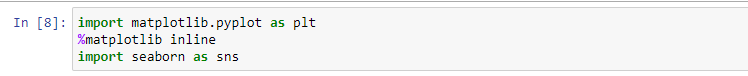 In [8]: import matplotlib.pyplot as plt
%matplotlib inline
import seaborn as sns